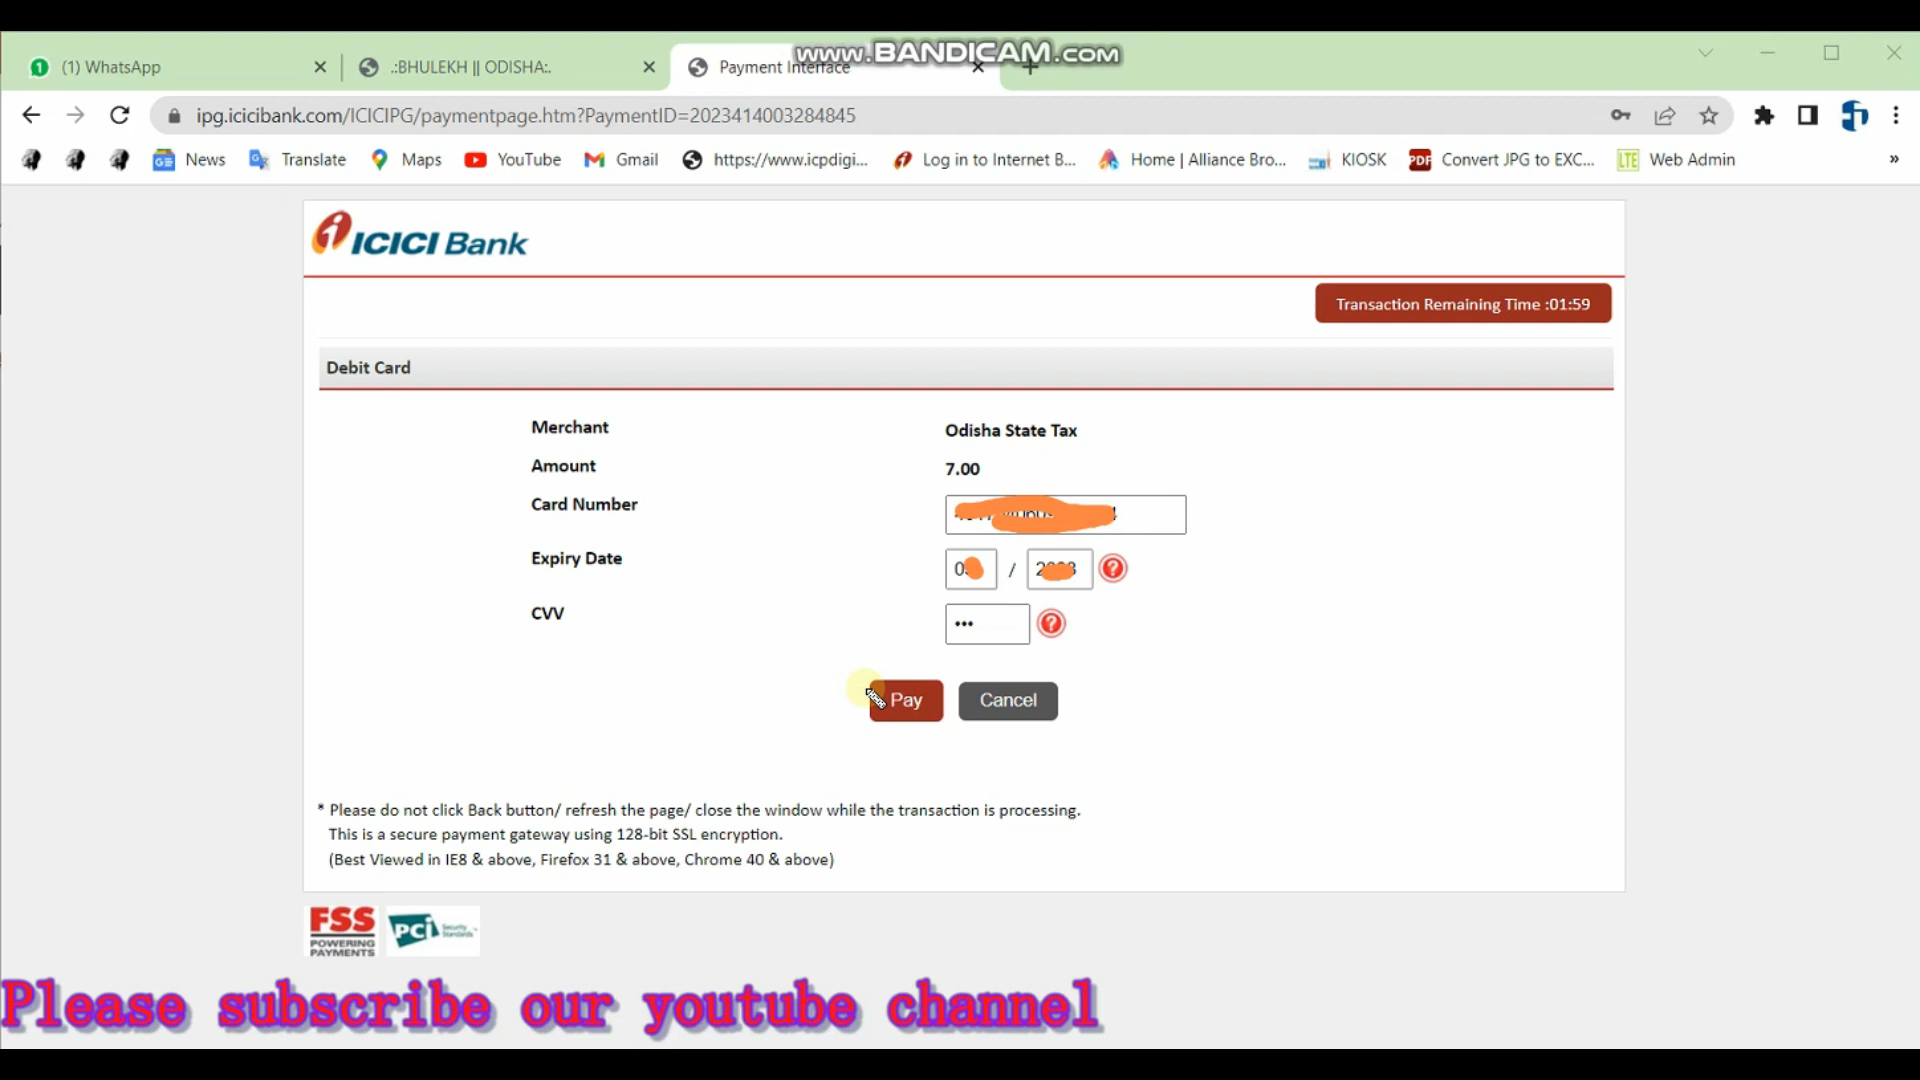 www.BANDICAM.com
(1) WhatsApp
.:BHULEKH || ODISHA:.
Payment Interface
ipg.icicibank.com/ICICIPG/paymentpage.htm?PaymentID=2023414003284845
News
Translate
Maps
YouTube
Gmail
https://www.icpdigi...
Log in to Internet B...
Home | Alliance Bro...
KIOSK
PDF
Convert JPG to EXC...
LTE
Web Admin
»
ICICI Bank
Transaction Remaining Time :01:59
Debit Card
Merchant
Odisha State Tax
Amount
7.00
Card Number
Expiry Date
/
CVV
•••
Pay
Cancel
* Please do not click Back button/ refresh the page/ close the window while the transaction is processing.
This is a secure payment gateway using 128-bit SSL encryption.
(Best Viewed in IE8 & above, Firefox 31 & above, Chrome 40 & above)
FSS
POWERING
PAYMENTS
PCI
Security
Standards
Please subscribe our youtube channel